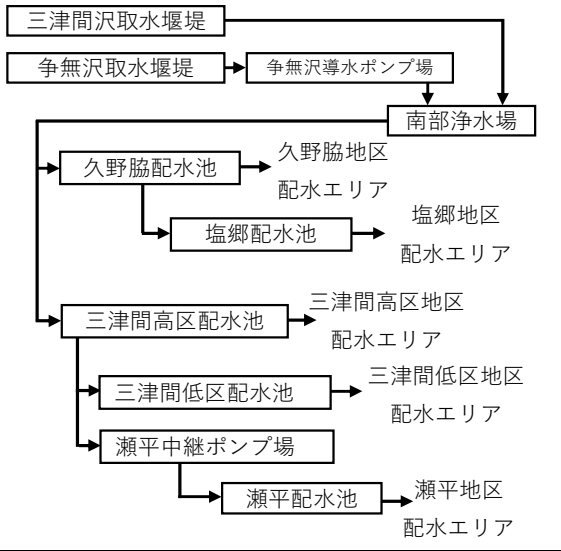 三津間沢取水堰堤
争無沢取水堰堤
争無沢導水ポンプ場
南部浄水場
久野脇配水池
久野脇地区
配水エリア
塩郷配水池
塩郷地区
配水エリア
三津間高区配水池
三津間高区地区
配水エリア
三津間低区配水池
三津間低区地区
配水エリア
瀬平中継ポンプ場
瀬平配水池
瀬平地区
配水エリア